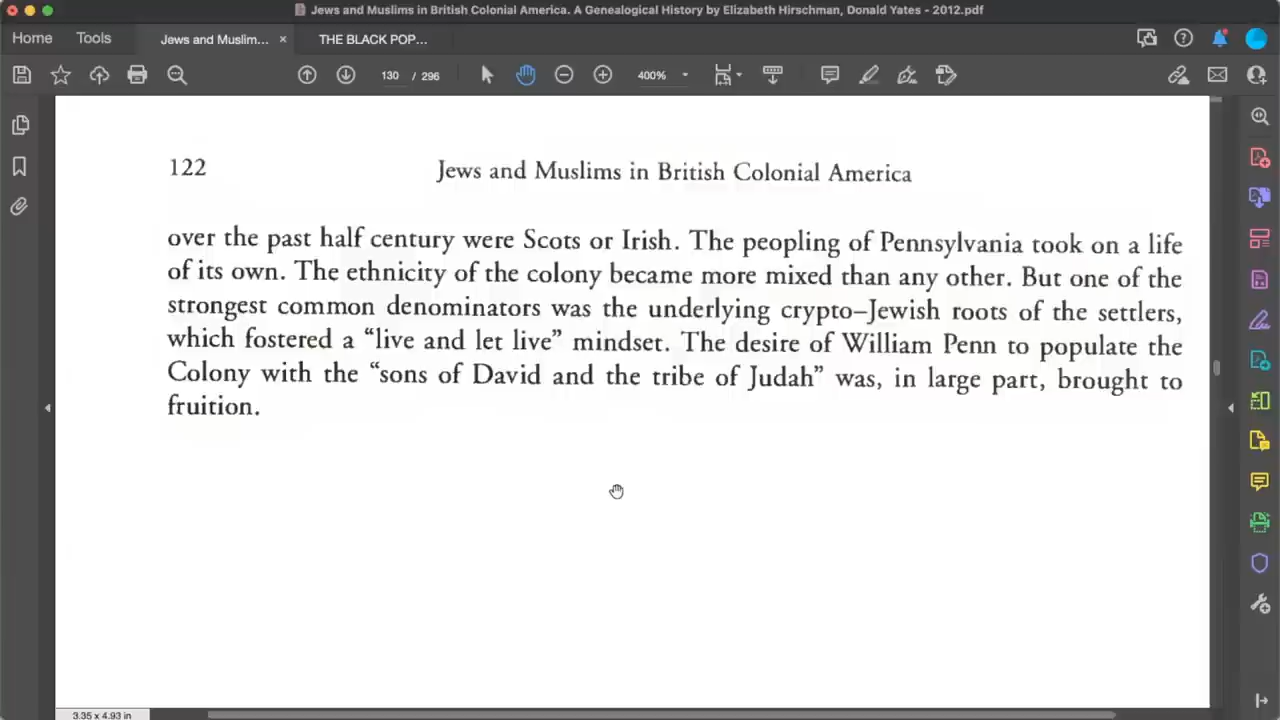 Jews and Muslims in British Colonial America. A Genealogical History by Elizabeth Hirschman, Donald Yates - 2012.pdf
Home Tools Jews and Muslim... × THE BLACK POP...
130 / 296 400%
122 Jews and Muslims in British Colonial America
over the past half century were Scots or Irish. The peopling of Pennsylvania took on a life
of its own. The ethnicity of the colony became more mixed than any other. But one of the
strongest common denominators was the underlying crypto–Jewish roots of the settlers,
which fostered a “live and let live” mindset. The desire of William Penn to populate the
Colony with the “sons of David and the tribe of Judah” was, in large part, brought to
fruition.
3.35 x 4.93 in